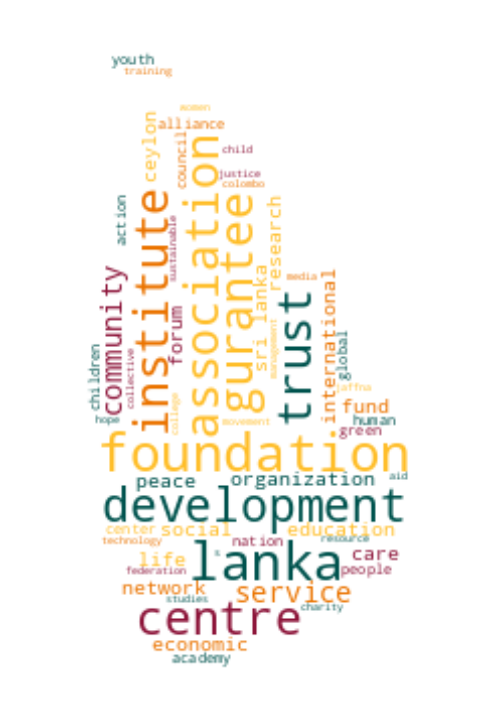 youth
training
women
alliance
ceylon
council
association
child
justice
colombo
action
institute
sustainable
agurantee
research
community
forum
sri lanka
media
trust
international
management
children
collective
global
jaffna
hope
college
movement
fund
human
green
foundation
peace
organization
aid
development
center
social
education
technology
nation
resource
life
s
lanka
care
federation
people
network
service
studies
charity
centre
economic
academy